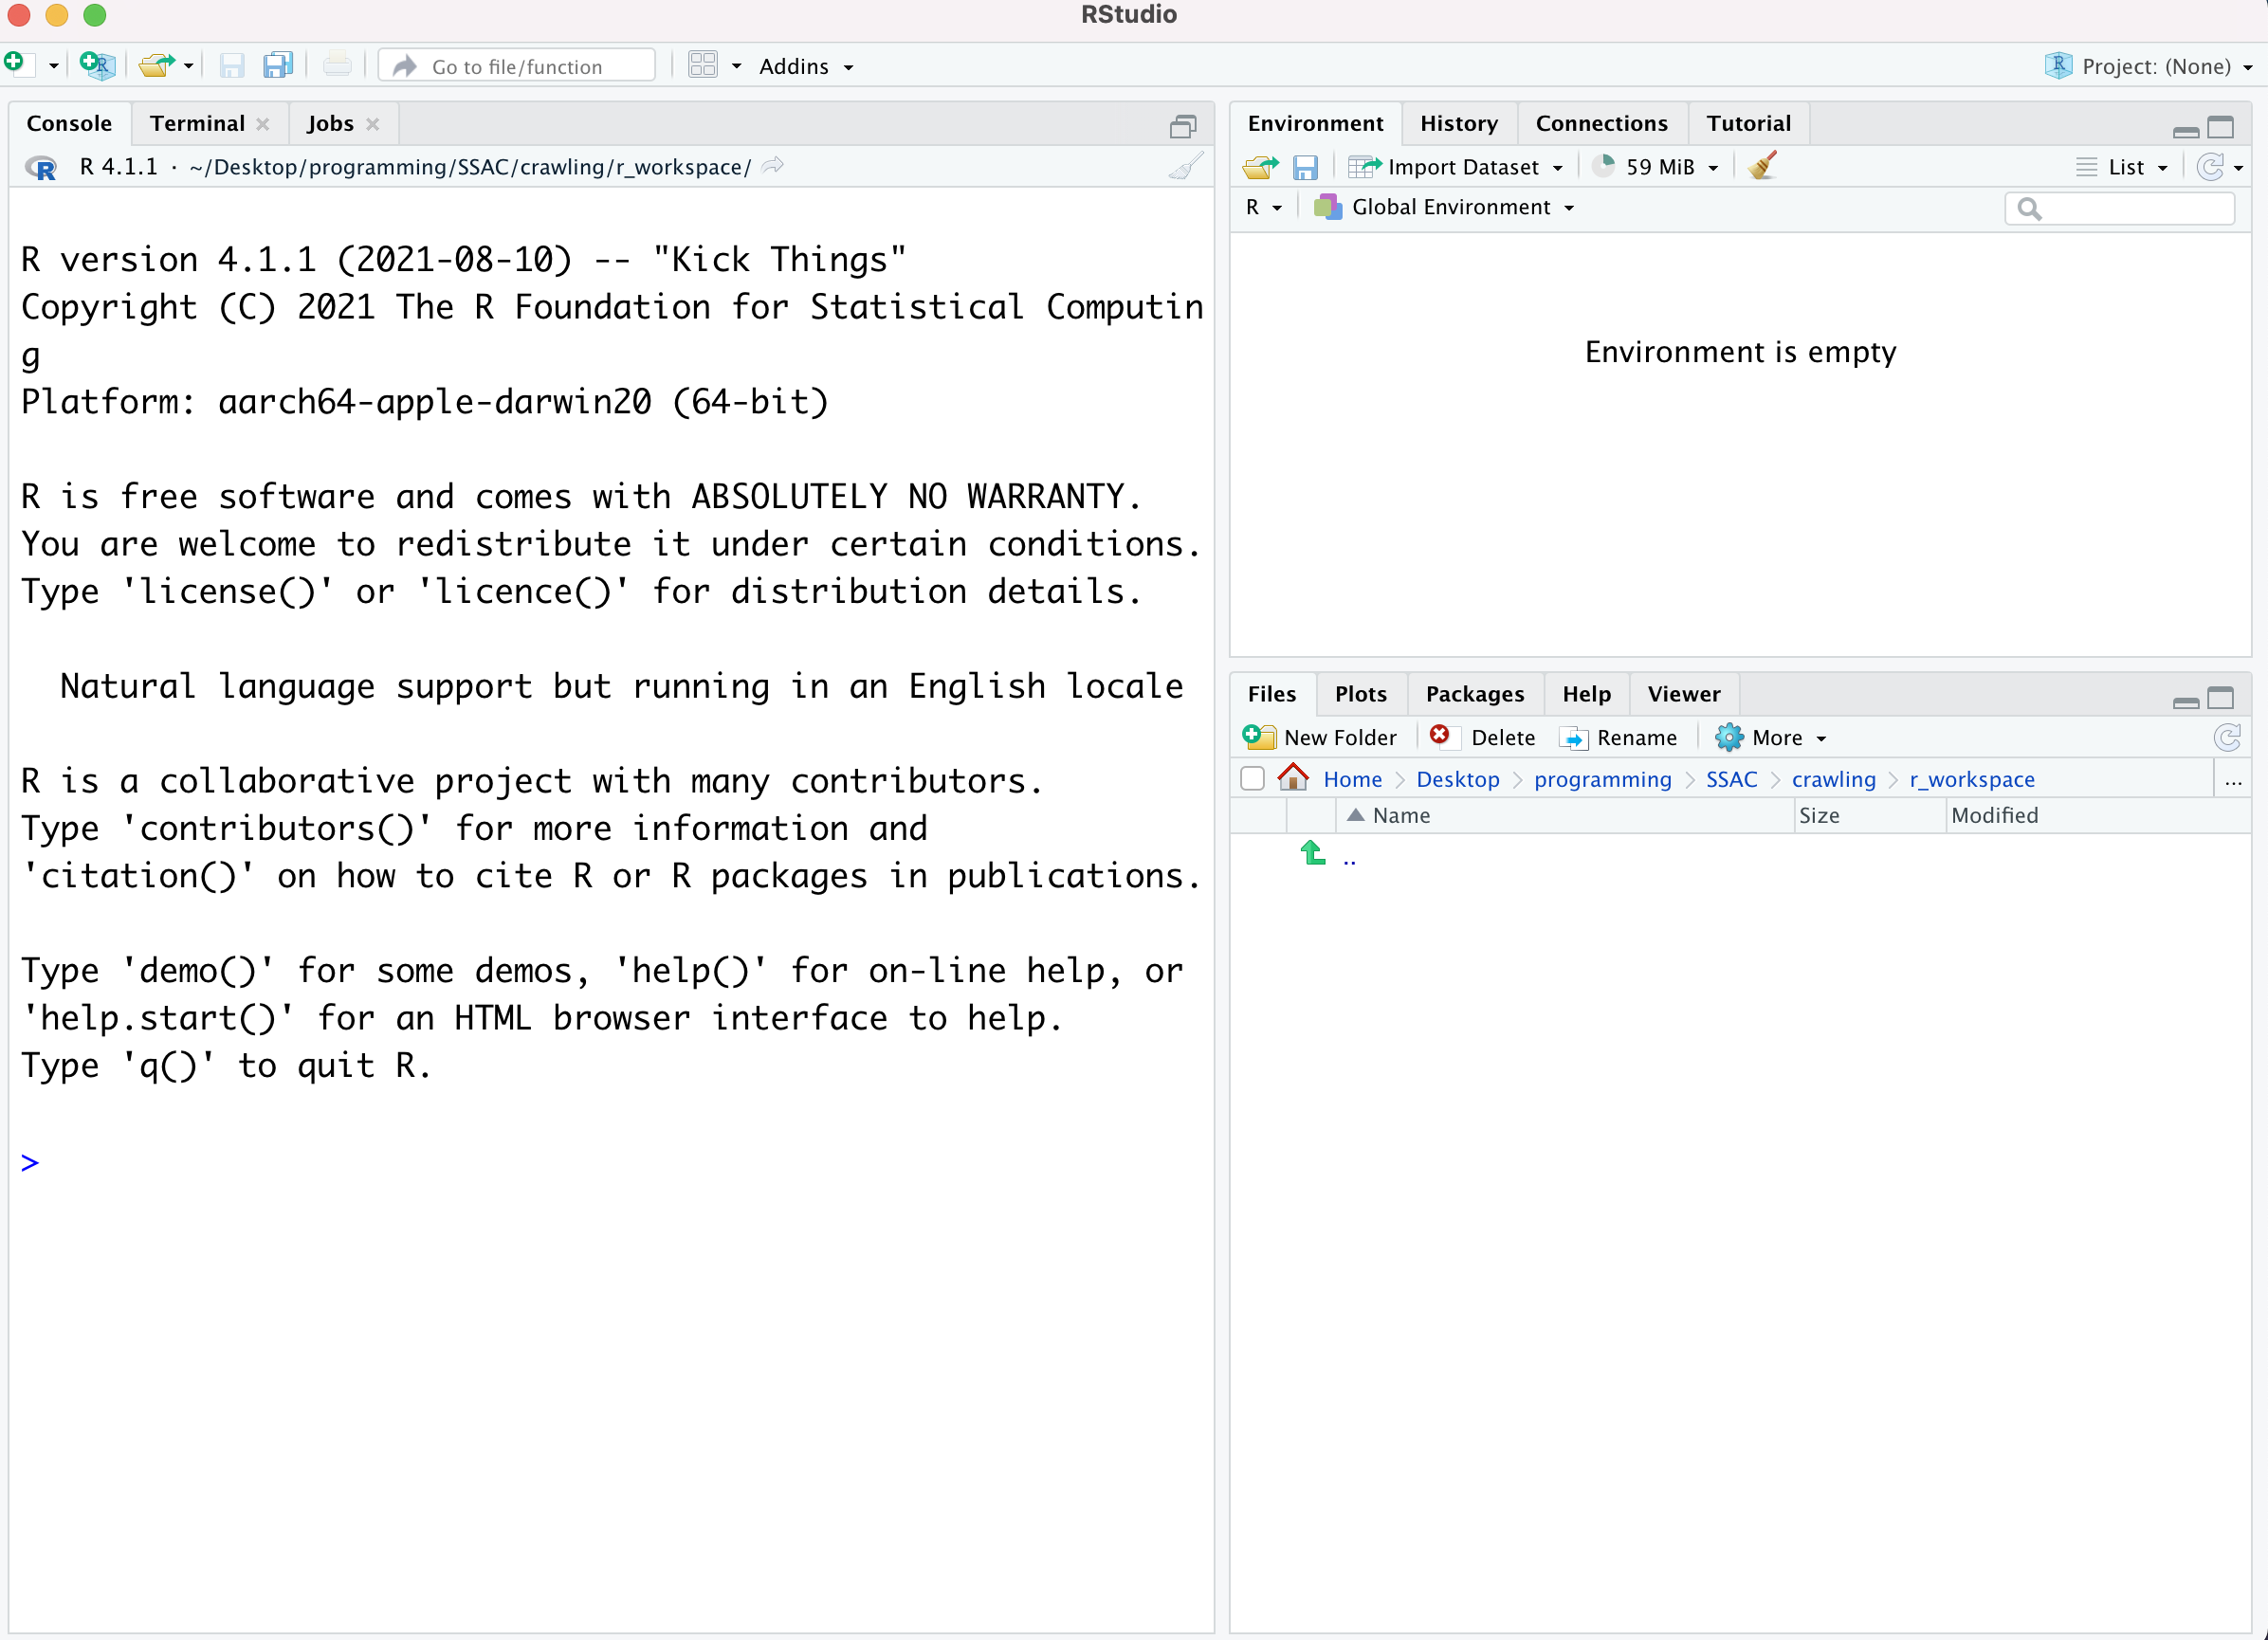 RStudio
Go to file/function
Addins
Project: (None)
Console Terminal Jobs
R 4.1.1 · ~/Desktop/programming/SSAC/crawling/r_workspace/
R version 4.1.1 (2021-08-10) -- "Kick Things"
Copyright (C) 2021 The R Foundation for Statistical Computin
g
Platform: aarch64-apple-darwin20 (64-bit)
R is free software and comes with ABSOLUTELY NO WARRANTY.
You are welcome to redistribute it under certain conditions.
Type 'license()' or 'licence()' for distribution details.
Natural language support but running in an English locale
R is a collaborative project with many contributors.
Type 'contributors()' for more information and
'citation()' on how to cite R or R packages in publications.
Type 'demo()' for some demos, 'help()' for on-line help, or
'help.start()' for an HTML browser interface to help.
Type 'q()' to quit R.
>
Environment History Connections Tutorial
Import Dataset 59 MiB List
R Global Environment
Environment is empty
Files Plots Packages Help Viewer
New Folder Delete Rename More
Home > Desktop > programming > SSAC > crawling > r_workspace ...
Name Size Modified
..